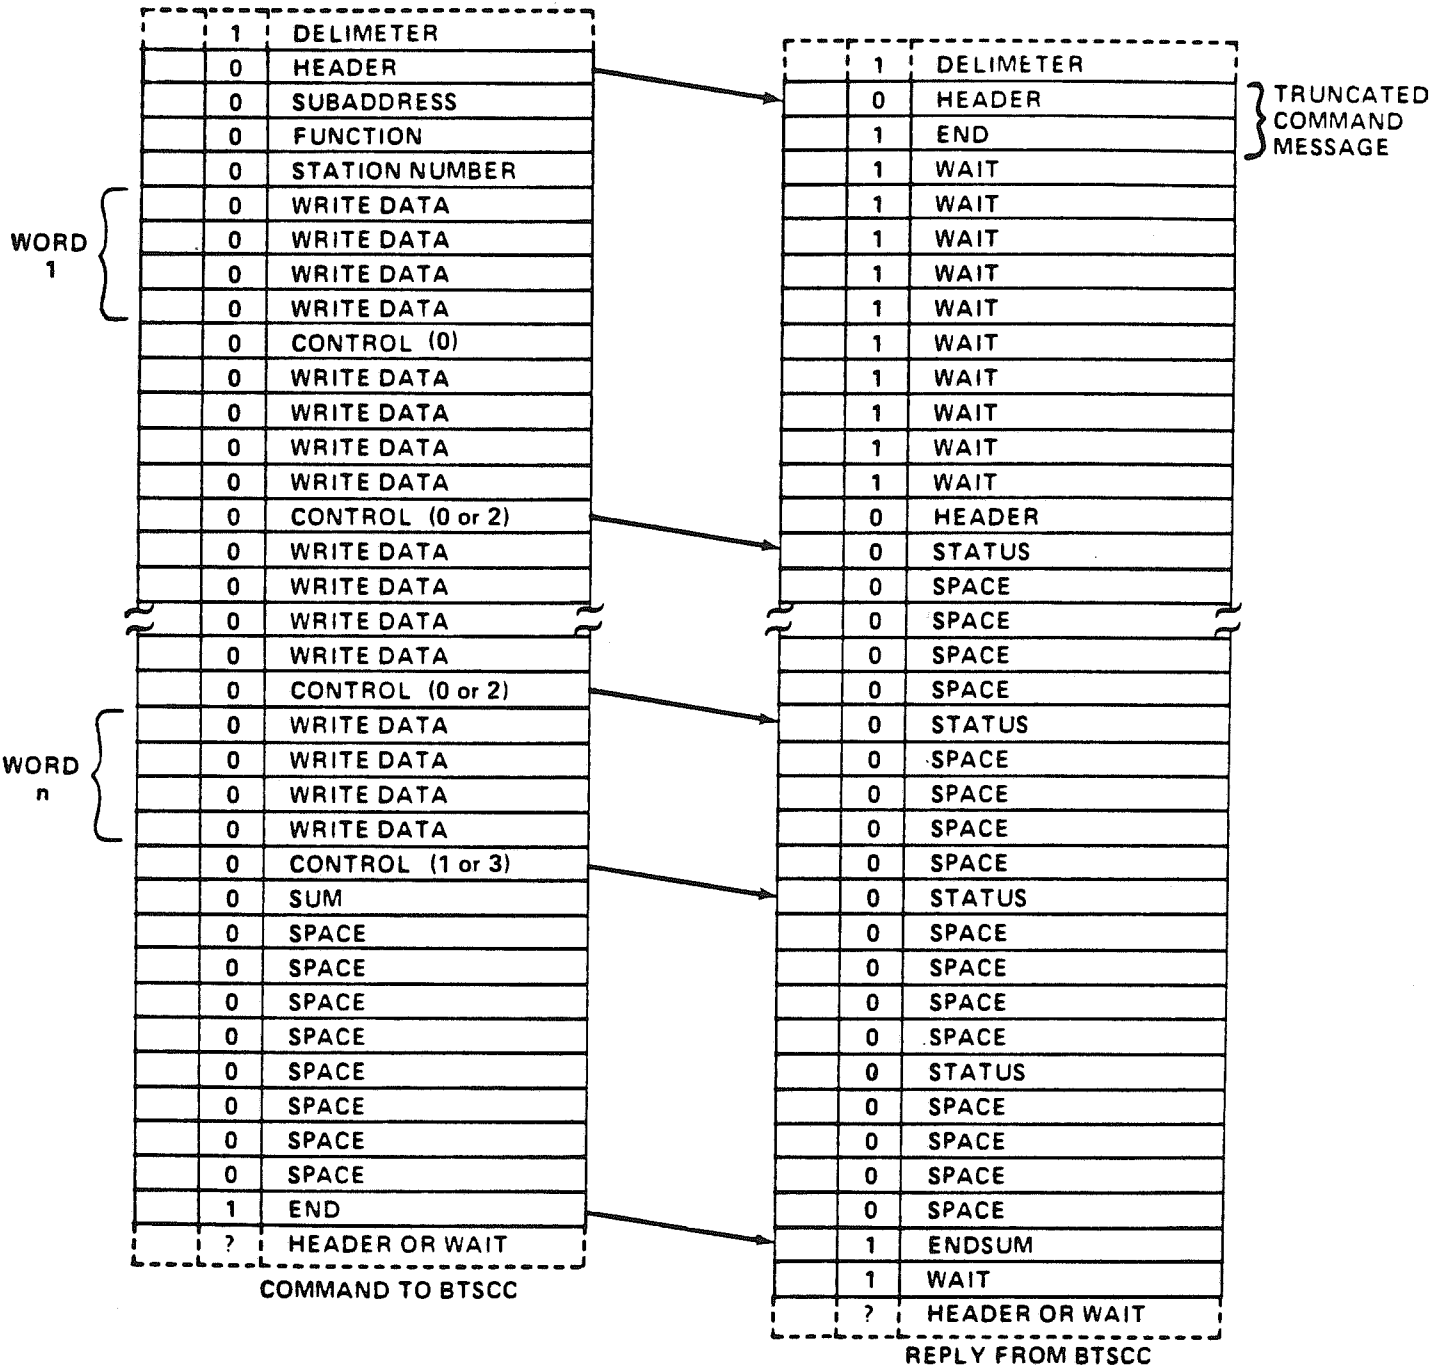 1 DELIMETER
0 HEADER
0 SUBADDRESS
0 FUNCTION
0 STATION NUMBER
WORD
1
0 WRITE DATA
0 WRITE DATA
0 WRITE DATA
0 WRITE DATA
0 CONTROL (0)
0 WRITE DATA
0 WRITE DATA
0 WRITE DATA
0 WRITE DATA
0 CONTROL (0 or 2)
0 WRITE DATA
0 WRITE DATA
0 WRITE DATA
0 WRITE DATA
0 CONTROL (0 or 2)
WORD
n
0 WRITE DATA
0 WRITE DATA
0 WRITE DATA
0 WRITE DATA
0 CONTROL (1 or 3)
0 SUM
0 SPACE
0 SPACE
0 SPACE
0 SPACE
0 SPACE
0 SPACE
0 SPACE
0 SPACE
1 END
? HEADER OR WAIT
COMMAND TO BTSCC
1 DELIMETER
0 HEADER
1 END
TRUNCATED
COMMAND
MESSAGE
1 WAIT
1 WAIT
1 WAIT
1 WAIT
1 WAIT
1 WAIT
1 WAIT
1 WAIT
1 WAIT
1 WAIT
0 HEADER
0 STATUS
0 SPACE
0 SPACE
0 SPACE
0 SPACE
0 STATUS
0 SPACE
0 SPACE
0 SPACE
0 SPACE
0 STATUS
0 SPACE
0 SPACE
0 SPACE
0 SPACE
0 STATUS
0 SPACE
0 SPACE
0 SPACE
0 SPACE
1 ENDSUM
1 WAIT
? HEADER OR WAIT
REPLY FROM BTSCC